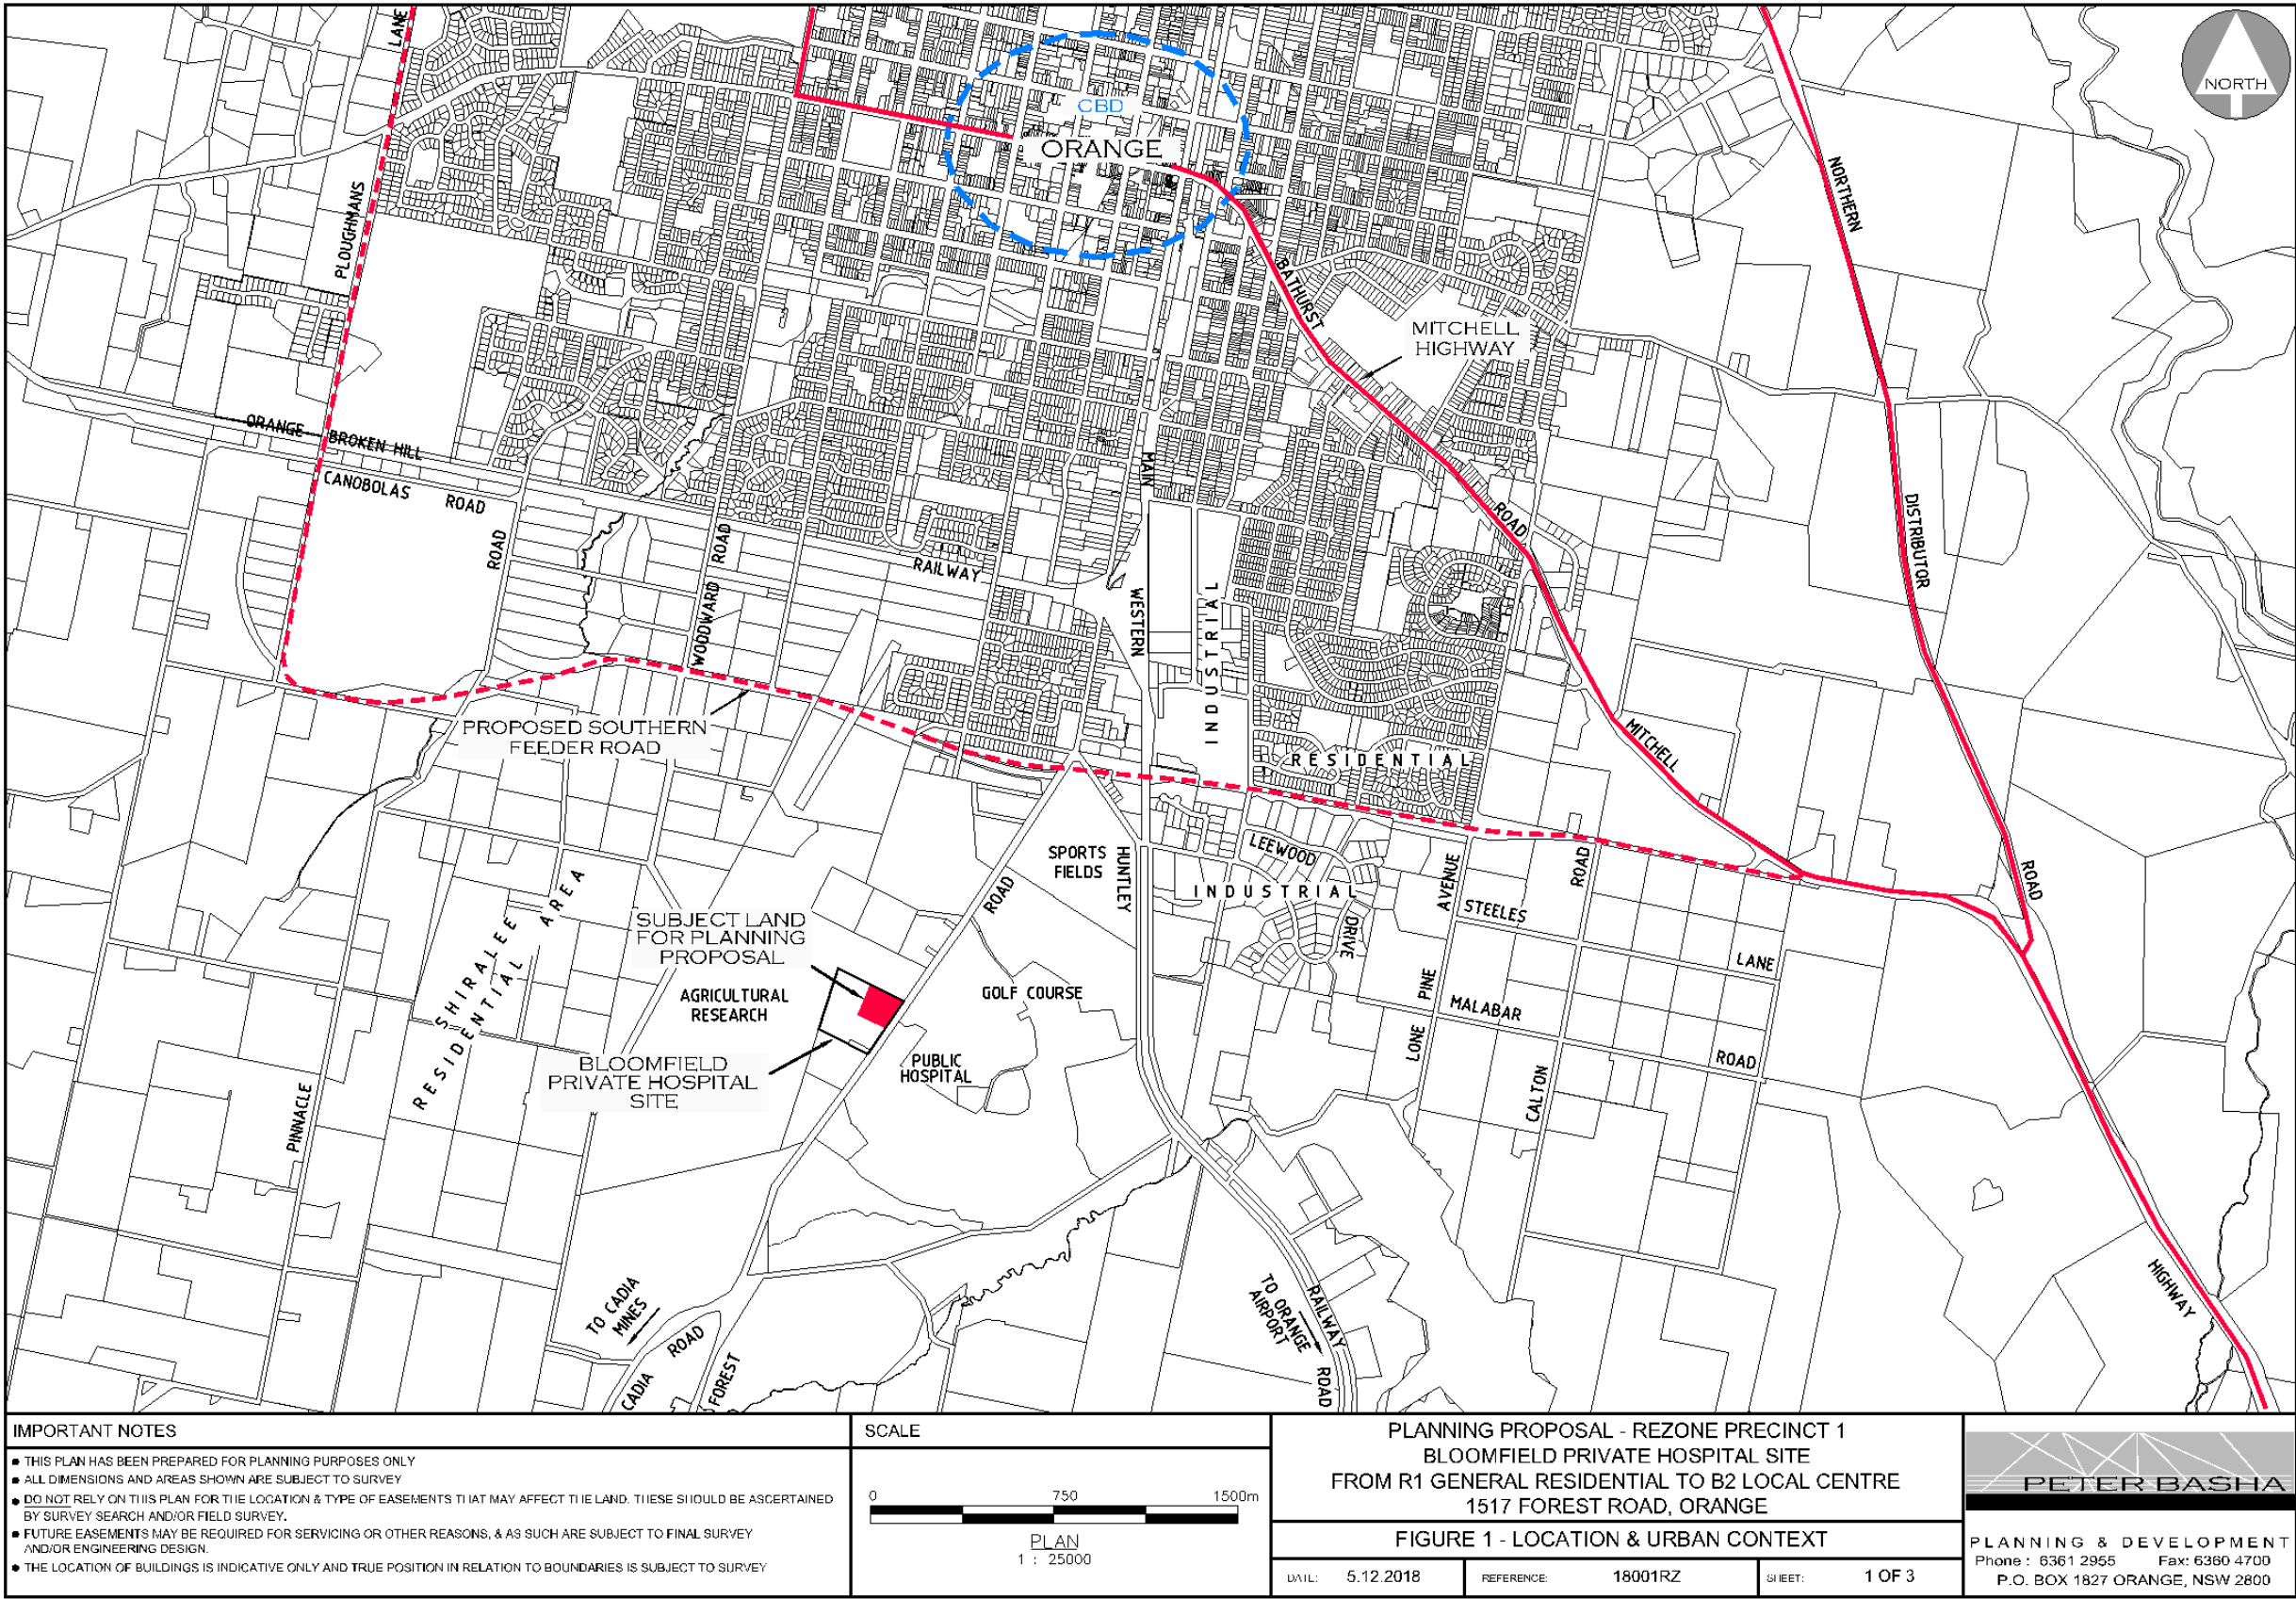 LANE
NORTH
CBD
ORANGE
PLOUGHMANS
NORTHERN
BATHURST
MITCHELL
HIGHWAY
ORANGE
BROKEN HILL
CANOBOLAS
ROAD
MAIN
ROAD
ROAD
ROAD
DISTRIBUTOR
RAILWAY
WOODWARD
WESTERN
INDUSTRIAL
PROPOSED SOUTHERN
FEEDER ROAD
MITCHELL
RESIDENTIAL
SPORTS
FIELDS
HUNTLEY
LEEWOOD
ROAD
INDUSTRIAL
AVENUE
ROAD
ROAD
STEELES
DRIVE
LANE
SHIRALEE
RESIDENTIAL AREA
SUBJECT LAND
FOR PLANNING
PROPOSAL
AGRICULTURAL
RESEARCH
GOLF COURSE
PINE
MALABAR
LONE
ROAD
BLOOMFIELD
PRIVATE HOSPITAL
SITE
PUBLIC
HOSPITAL
CALTON
PINNACLE
TO CADIA
MINES
ROAD
CADIA
FOREST
TO ORANGE
AIRPORT
RAILWAY
ROAD
HIGHWAY
IMPORTANT NOTES
• THIS PLAN HAS BEEN PREPARED FOR PLANNING PURPOSES ONLY
• ALL DIMENSIONS AND AREAS SHOWN ARE SUBJECT TO SURVEY
• DO NOT RELY ON THIS PLAN FOR THE LOCATION & TYPE OF EASEMENTS THAT MAY AFFECT THE LAND. THESE SHOULD BE ASCERTAINED
BY SURVEY SEARCH AND/OR FIELD SURVEY.
• FUTURE EASEMENTS MAY BE REQUIRED FOR SERVICING OR OTHER REASONS, & AS SUCH ARE SUBJECT TO FINAL SURVEY
AND/OR ENGINEERING DESIGN.
• THE LOCATION OF BUILDINGS IS INDICATIVE ONLY AND TRUE POSITION IN RELATION TO BOUNDARIES IS SUBJECT TO SURVEY
SCALE
0 750 1500m
PLAN
1 : 25000
PLANNING PROPOSAL - REZONE PRECINCT 1
BLOOMFIELD PRIVATE HOSPITAL SITE
FROM R1 GENERAL RESIDENTIAL TO B2 LOCAL CENTRE
1517 FOREST ROAD, ORANGE
FIGURE 1 - LOCATION & URBAN CONTEXT
DATE: 5.12.2018 REFERENCE: 18001RZ SHEET: 1 OF 3
PETER BASHA
PLANNING & DEVELOPMENT
Phone : 6361 2955 Fax: 6360 4700
P.O. BOX 1827 ORANGE, NSW 2800